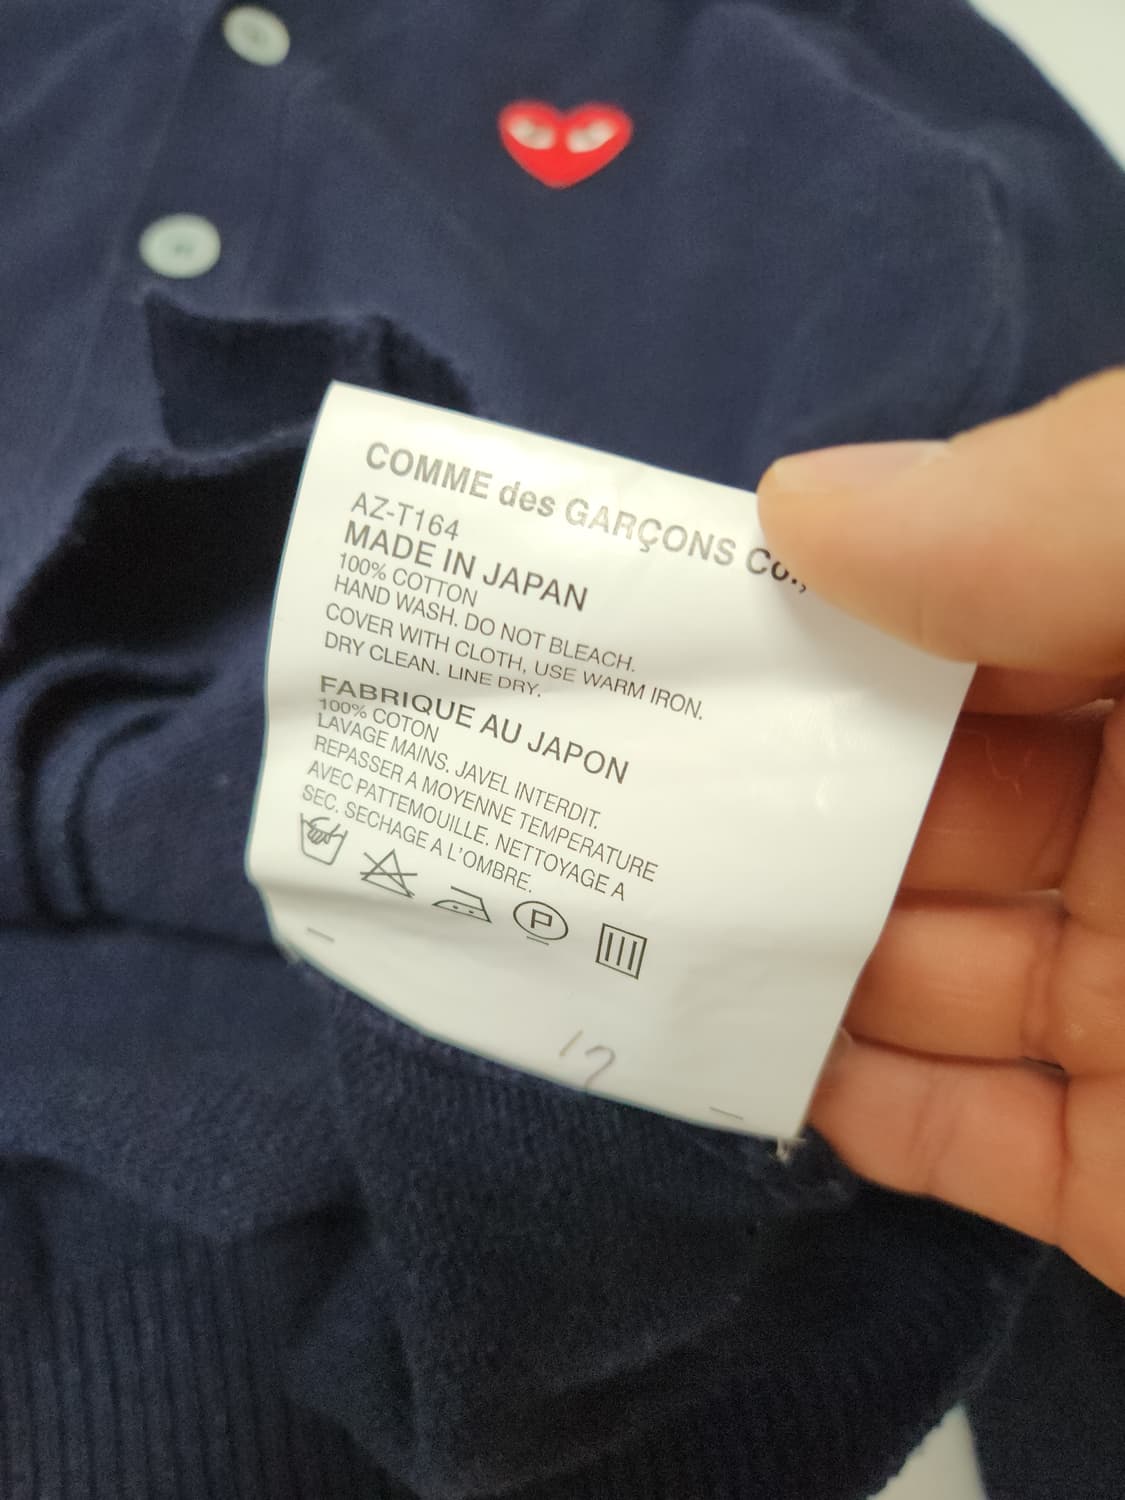 COMME des GARÇONS Co.,
AZ-T164
MADE IN JAPAN
100% COTTON
HAND WASH. DO NOT BLEACH.
COVER WITH CLOTH, USE WARM IRON.
DRY CLEAN. LINE DRY.
FABRIQUE AU JAPON
100% COTON
LAVAGE MAINS. JAVEL INTERDIT.
REPASSER A MOYENNE TEMPERATURE
AVEC PATTEMOUILLE. NETTOYAGE A
SEC. SECHAGE A L'OMBRE.
P
12